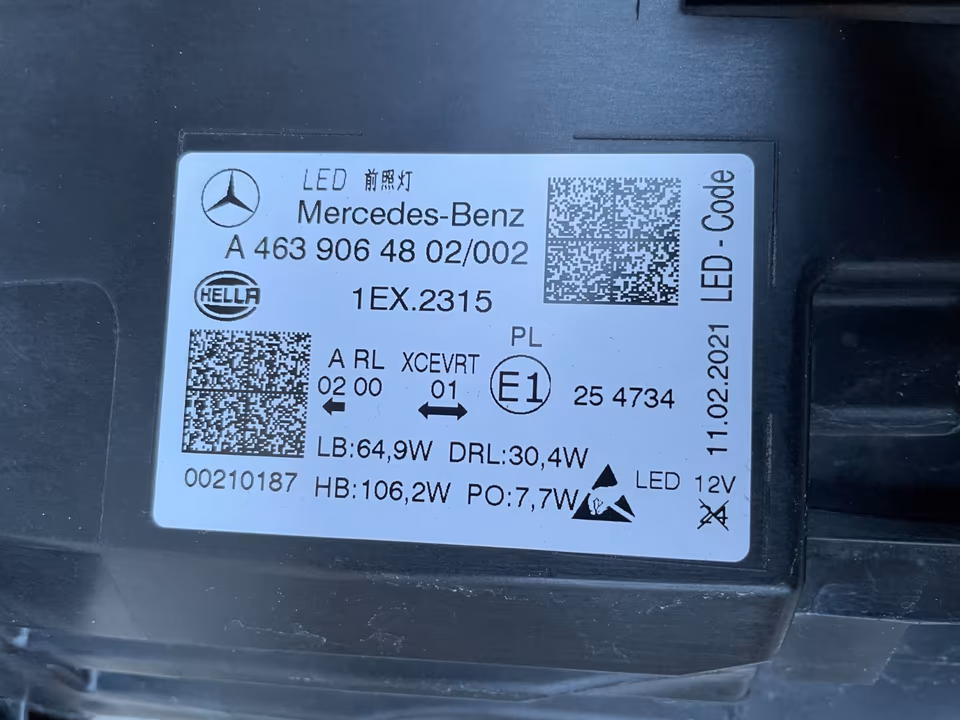 LED 前照灯
Mercedes-Benz
A 463 906 48 02/002
HELLA
1EX.2315
PL
A RL
02 00
XCEVRT
01
E1
25 4734
LB:64,9W DRL:30,4W
HB:106,2W PO:7,7W
00210187
LED 12V
24
11.02.2021 LED - Code